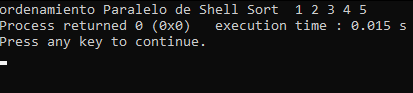 ordenamiento Paralelo de Shell Sort  1 2 3 4 5
Process returned 0 (0x0)   execution time : 0.015 s
Press any key to continue.